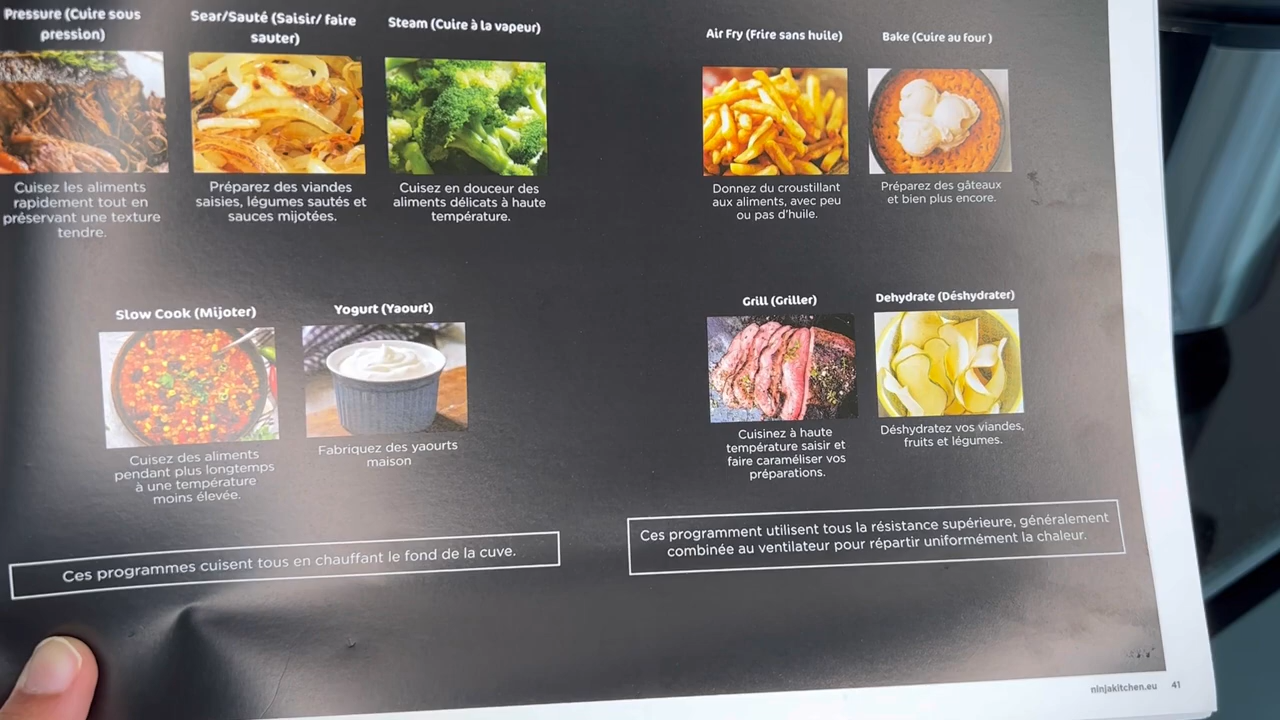 Pressure (Cuire sous
pression)
Cuisez les aliments
rapidement tout en
préservant une texture
tendre.
Sear/Sauté (Saisir/ faire
sauter)
Préparez des viandes
saisies, légumes sautés et
sauces mijotées.
Steam (Cuire à la vapeur)
Cuisez en douceur des
aliments délicats à haute
température.
Slow Cook (Mijoter)
Cuisez des aliments
pendant plus longtemps
à une température
moins élevée.
Yogurt (Yaourt)
Fabriquez des yaourts
maison
Ces programmes cuisent tous en chauffant le fond de la cuve.
Air Fry (Frire sans huile)
Donnez du croustillant
aux aliments, avec peu
ou pas d'huile.
Bake (Cuire au four )
Préparez des gâteaux
et bien plus encore.
Grill (Griller)
Cuisinez à haute
température saisir et
faire caraméliser vos
préparations.
Dehydrate (Déshydrater)
Déshydratez vos viandes,
fruits et légumes.
Ces programment utilisent tous la résistance supérieure, généralement
combinée au ventilateur pour répartir uniformément la chaleur.
ninjakitchen.eu 41